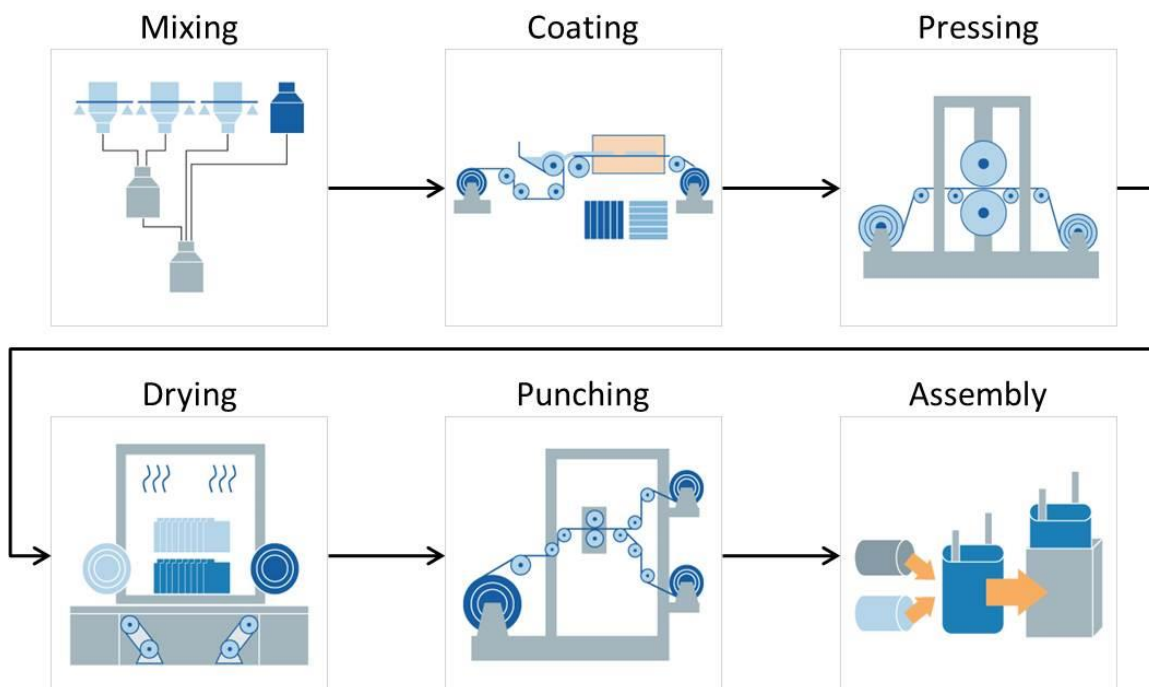 Mixing
Coating
Pressing
Drying
Punching
Assembly